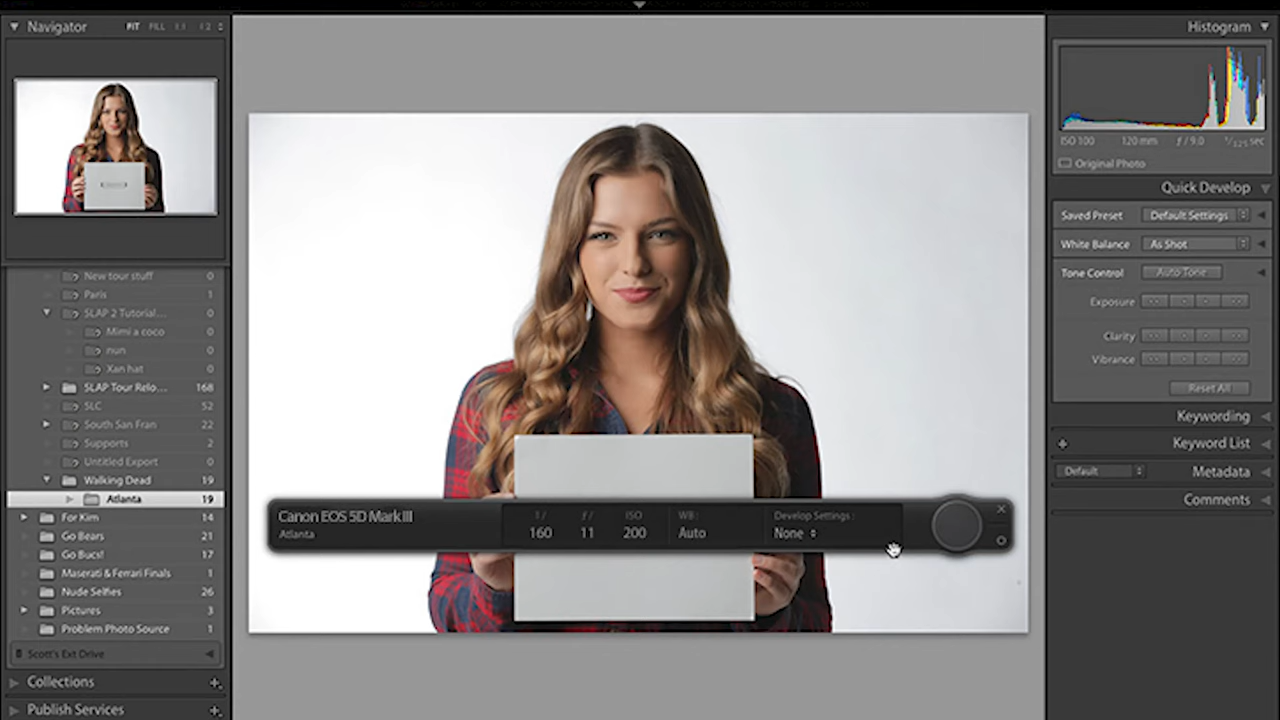 Navigator FIT FILL 1:1
New tour stuff 0
Paris 1
SLAP 2 Tutorial... 0
Mimi a coco 0
nun 0
Xan hat 0
SLAP Tour Relo... 168
SLC 52
South San Fran 22
Supports 2
Untitled Export 0
Walking Dead 19
Atlanta 19
For Kim 14
Go Bears 21
Go Bucs! 17
Maserati & Ferrari Finals 1
Nude Selfies 26
Pictures 3
Problem Photo Source 1
Scott's Ext Drive
Collections
Publish Services
Canon EOS 5D Mark III
Atlanta
1/ f/ ISO WB: Develop Settings:
160 11 200 Auto None
Histogram
ISO 100 120 mm ƒ / 9.0 1/125 sec
Original Photo
Quick Develop
Saved Preset Default Settings
White Balance As Shot
Tone Control Auto Tone
Exposure
Clarity
Vibrance
Reset All
Keywording
Keyword List
Default Metadata
Comments